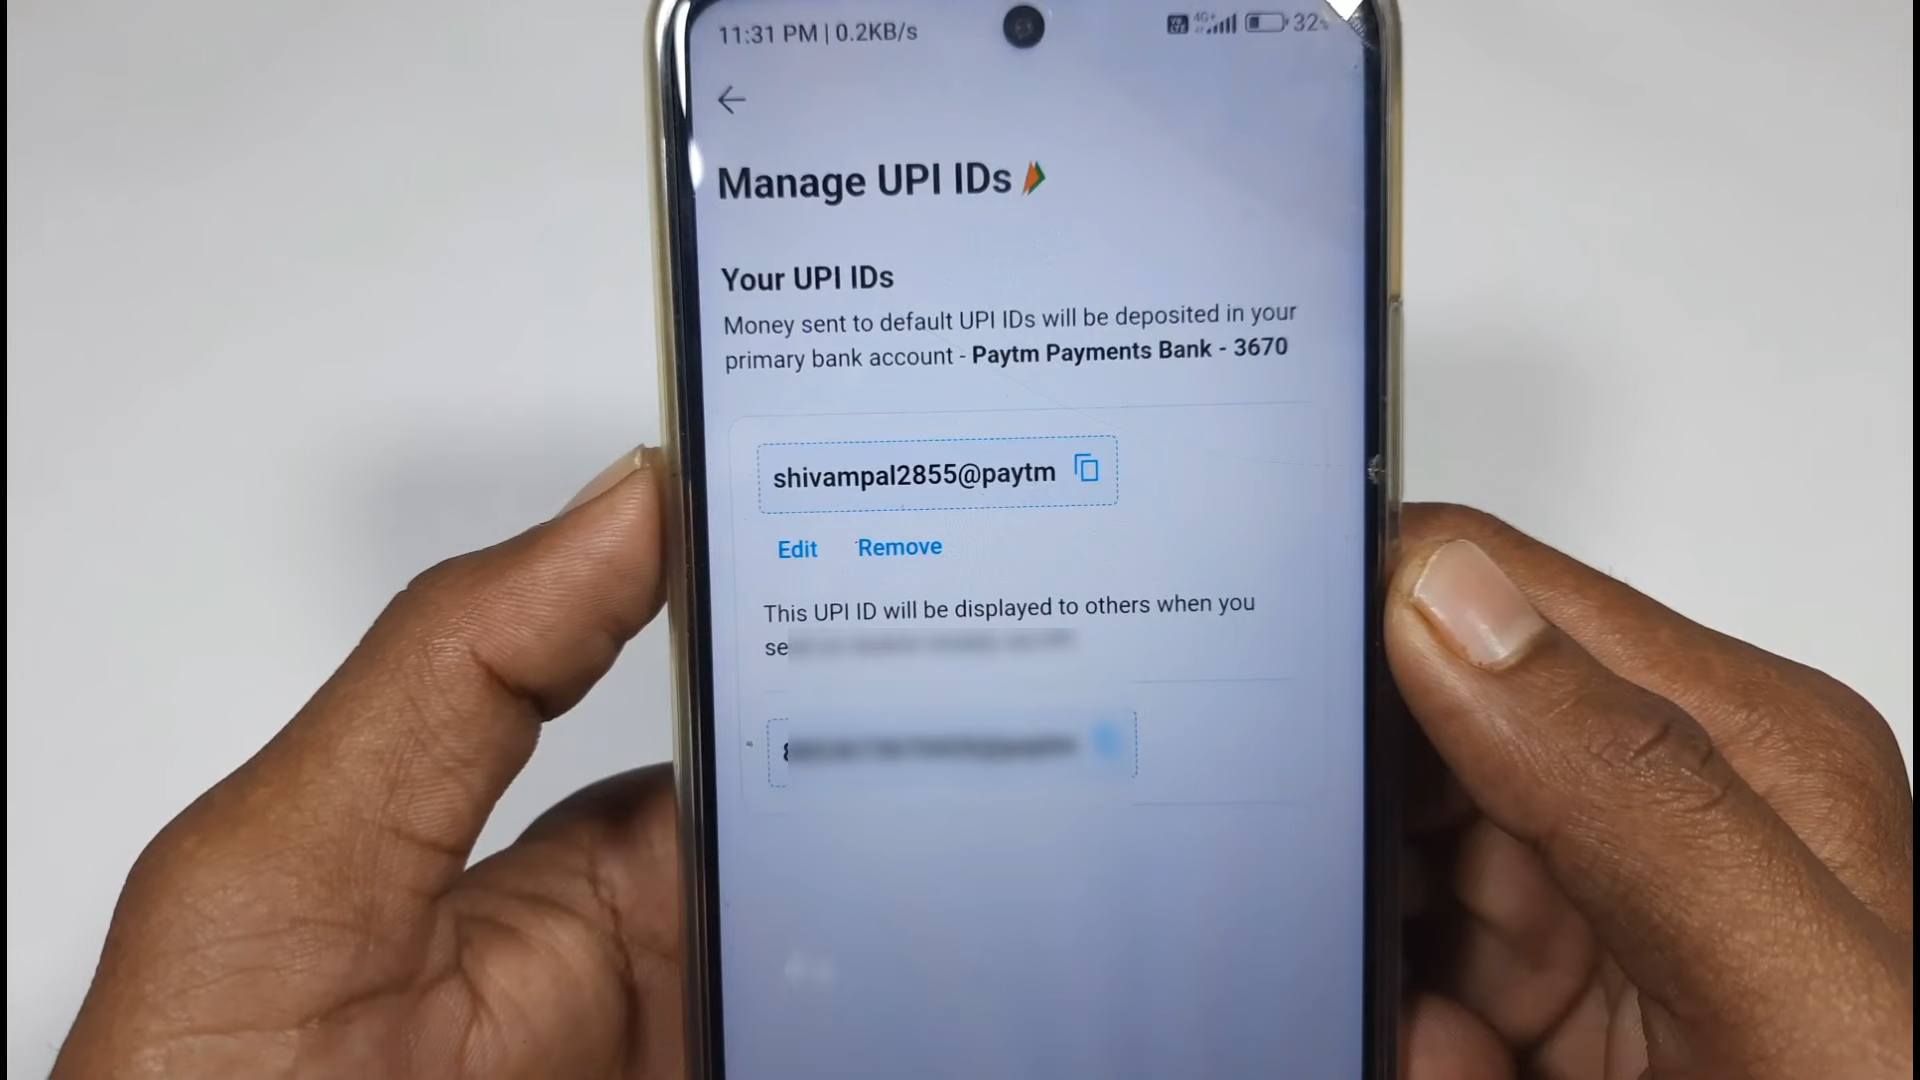 11:31 PM | 0.2KB/s
4G+ 32%
Manage UPI IDs
Your UPI IDs
Money sent to default UPI IDs will be deposited in your
primary bank account - Paytm Payments Bank - 3670
shivampal2855@paytm
Edit Remove
This UPI ID will be displayed to others when you